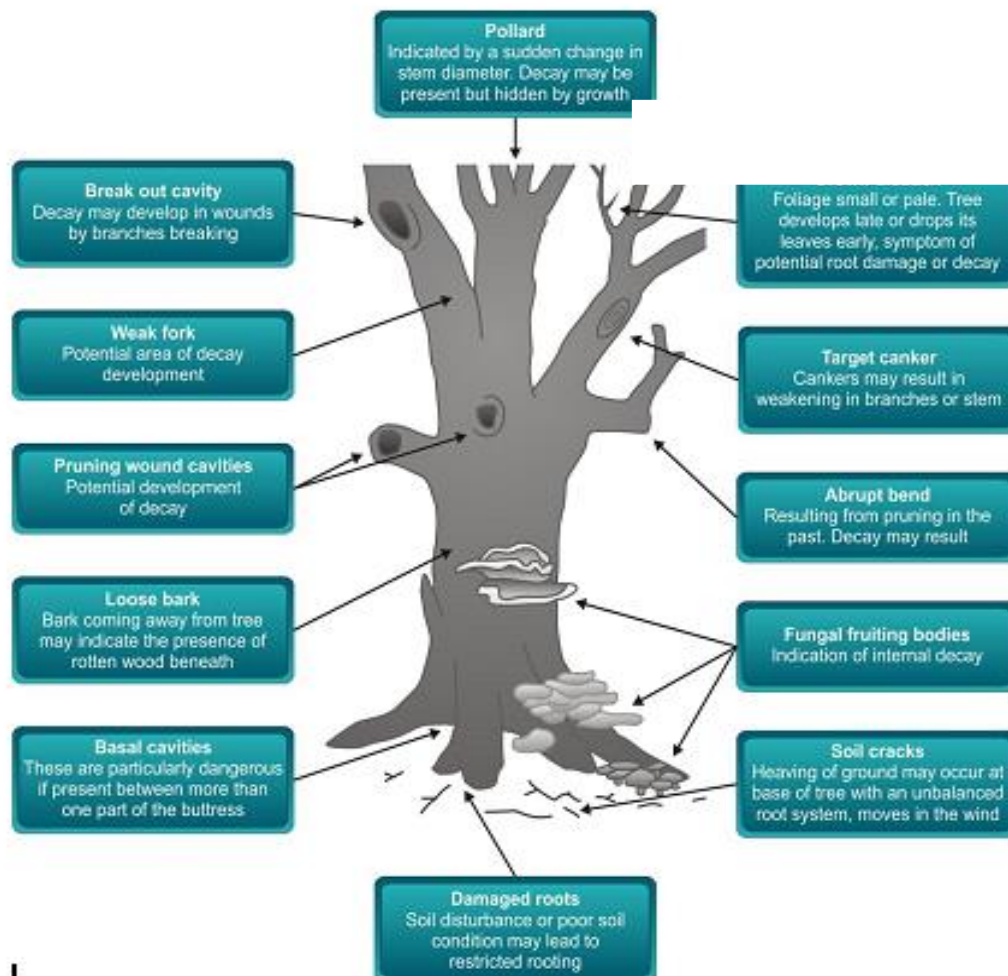 Pollard
Indicated by a sudden change in
stem diameter. Decay may be
present but hidden by growth
Break out cavity
Decay may develop in wounds
by branches breaking
Foliage small or pale. Tree
develops late or drops its
leaves early, symptom of
potential root damage or decay
Weak fork
Potential area of decay
development
Target canker
Cankers may result in
weakening in branches or stem
Pruning wound cavities
Potential development
of decay
Abrupt bend
Resulting from pruning in the
past. Decay may result
Loose bark
Bark coming away from tree
may indicate the presence of
rotten wood beneath
Fungal fruiting bodies
Indication of internal decay
Basal cavities
These are particularly dangerous
if present between more than
one part of the buttress
Soil cracks
Heaving of ground may occur at
base of tree with an unbalanced
root system, moves in the wind
Damaged roots
Soil disturbance or poor soil
condition may lead to
restricted rooting